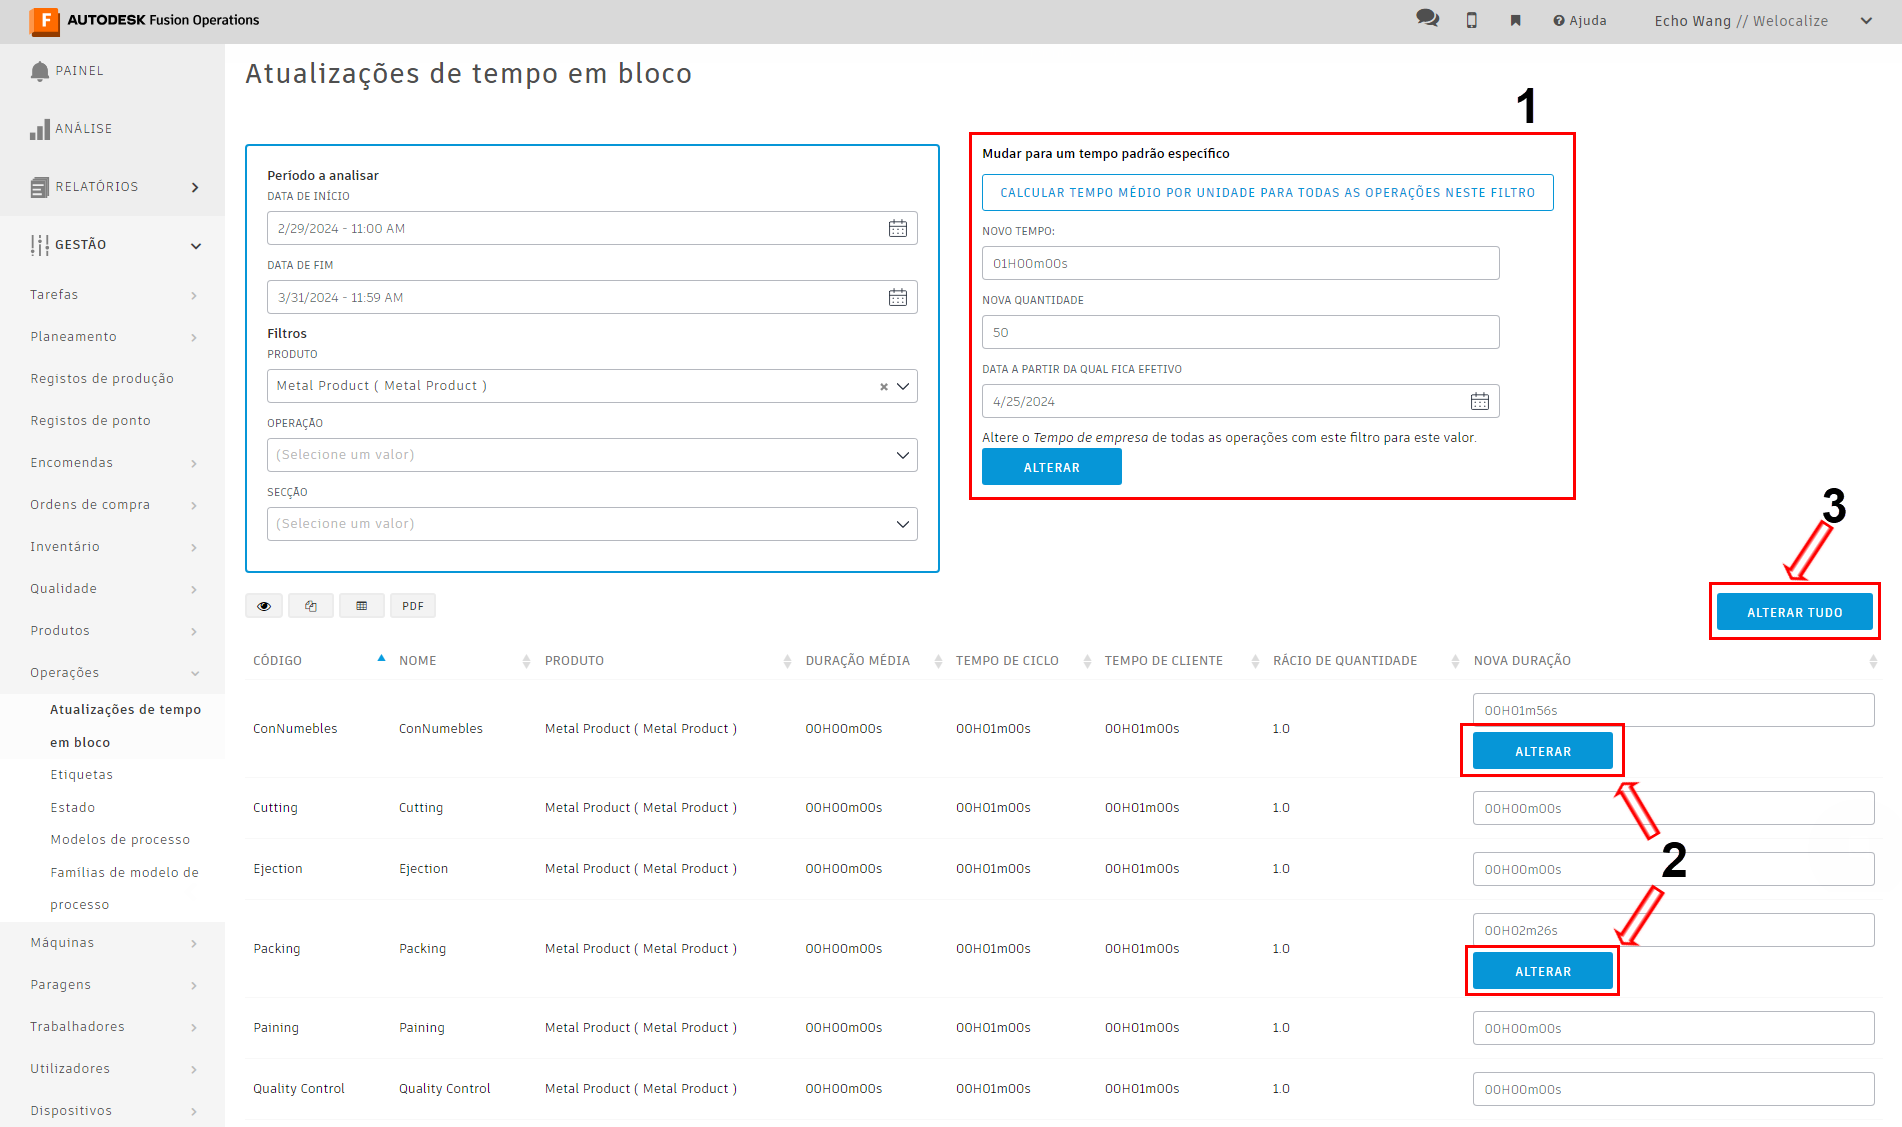 F AUTODESK Fusion Operations
Ajuda
Echo Wang // Welocalize
PAINEL
ANÁLISE
RELATÓRIOS
GESTÃO
Tarefas
Planeamento
Registos de produção
Registos de ponto
Encomendas
Ordens de compra
Inventário
Qualidade
Produtos
Operações
Atualizações de tempo
em bloco
Etiquetas
Estado
Modelos de processo
Famílias de modelo de
processo
Máquinas
Paragens
Trabalhadores
Utilizadores
Dispositivos
Atualizações de tempo em bloco
Período a analisar
DATA DE INÍCIO
2/29/2024 - 11:00 AM
DATA DE FIM
3/31/2024 - 11:59 AM
Filtros
PRODUTO
Metal Product ( Metal Product )
OPERAÇÃO
(Selecione um valor)
SECÇÃO
(Selecione um valor)
1
Mudar para um tempo padrão específico
CALCULAR TEMPO MÉDIO POR UNIDADE PARA TODAS AS OPERAÇÕES NESTE FILTRO
NOVO TEMPO:
01H00m00s
NOVA QUANTIDADE
50
DATA A PARTIR DA QUAL FICA EFETIVO
4/25/2024
Altere o Tempo de empresa de todas as operações com este filtro para este valor.
ALTERAR
3
PDF
ALTERAR TUDO
CÓDIGO NOME PRODUTO DURAÇÃO MÉDIA TEMPO DE CICLO TEMPO DE CLIENTE RÁCIO DE QUANTIDADE NOVA DURAÇÃO
ConNumebles ConNumebles Metal Product ( Metal Product ) 00H00m00s 00H01m00s 00H01m00s 1.0 00H01m56s
ALTERAR
Cutting Cutting Metal Product ( Metal Product ) 00H00m00s 00H01m00s 00H01m00s 1.0 00H00m00s
2
Ejection Ejection Metal Product ( Metal Product ) 00H00m00s 00H01m00s 00H01m00s 1.0 00H00m00s
Packing Packing Metal Product ( Metal Product ) 00H00m00s 00H01m00s 00H01m00s 1.0 00H02m26s
ALTERAR
Paining Paining Metal Product ( Metal Product ) 00H00m00s 00H01m00s 00H01m00s 1.0 00H00m00s
Quality Control Quality Control Metal Product ( Metal Product ) 00H00m00s 00H01m00s 00H01m00s 1.0 00H00m00s